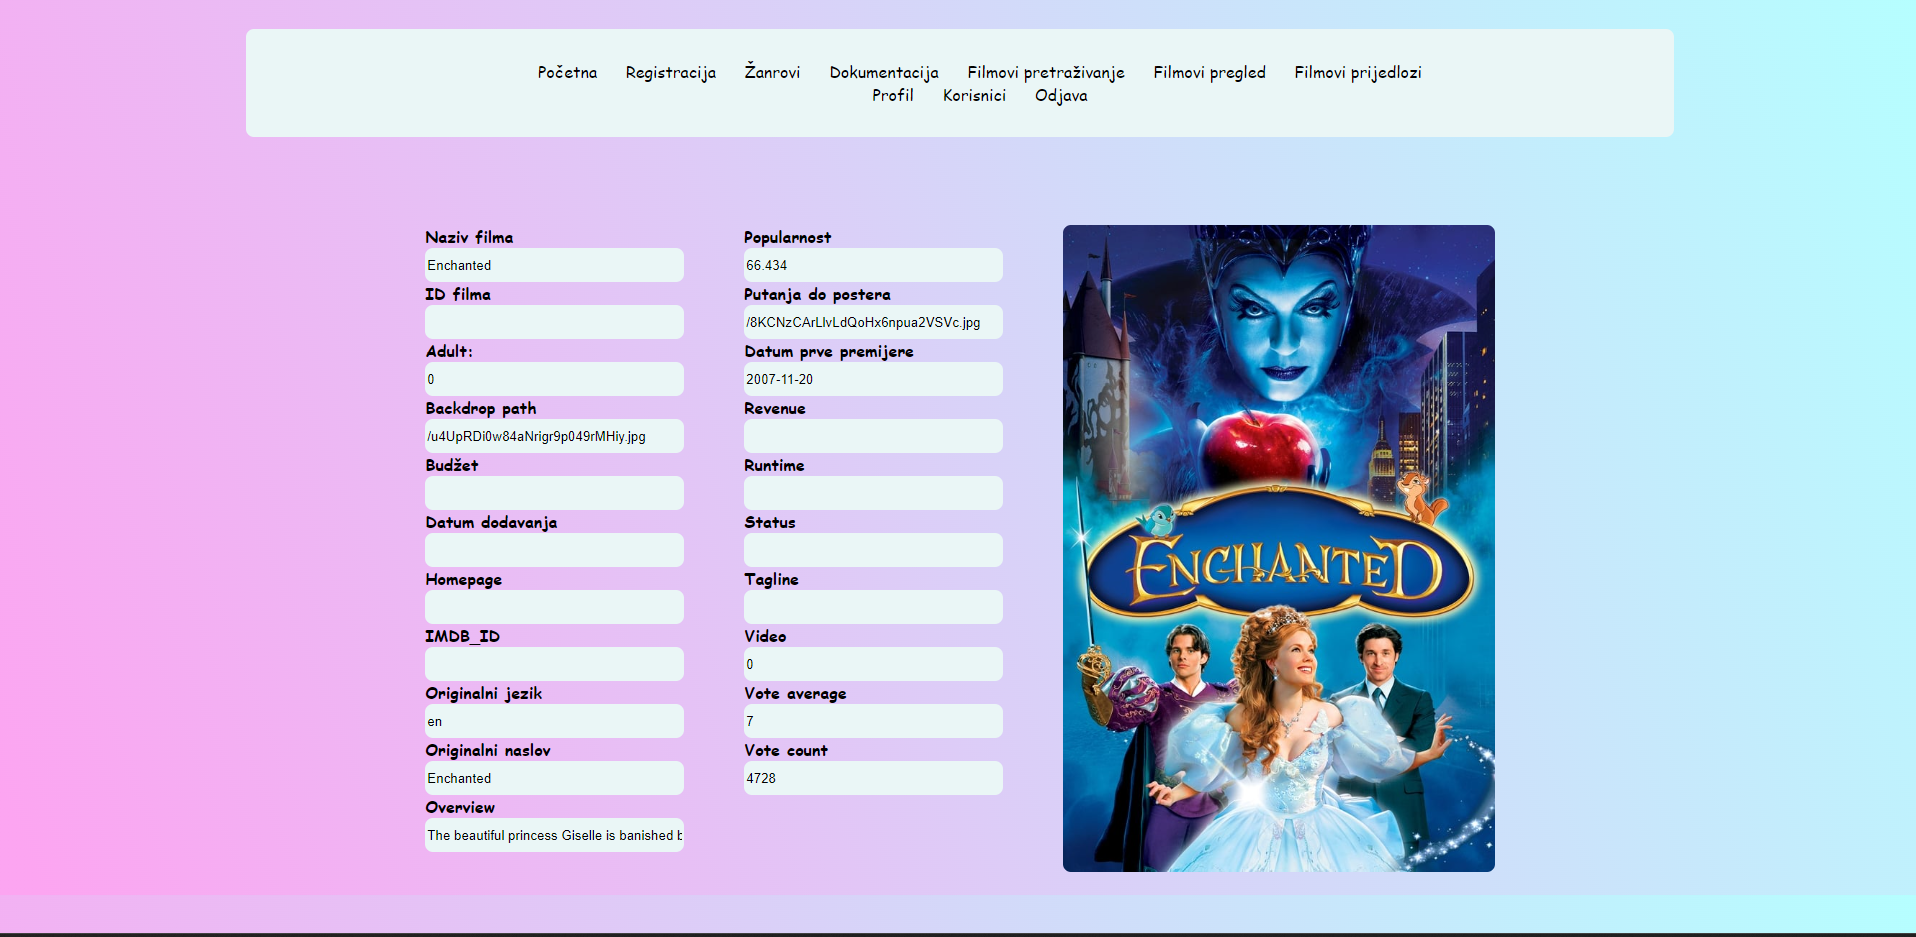 Početna Registracija Žanrovi Dokumentacija Filmovi pretraživanje Filmovi pregled Filmovi prijedlozi
Profil Korisnici Odjava
Naziv filma
Enchanted
ID filma
Adult:
0
Backdrop path
/u4UpRDi0w84aNrigr9p049rMHiy.jpg
Budžet
Datum dodavanja
Homepage
IMDB_ID
Originalni jezik
en
Originalni naslov
Enchanted
Overview
The beautiful princess Giselle is banished b
Popularnost
66.434
Putanja do postera
/8KCNzCArLlvLdQoHx6npua2VSVc.jpg
Datum prve premijere
2007-11-20
Revenue
Runtime
Status
Tagline
Video
0
Vote average
7
Vote count
4728
ENCHANTED